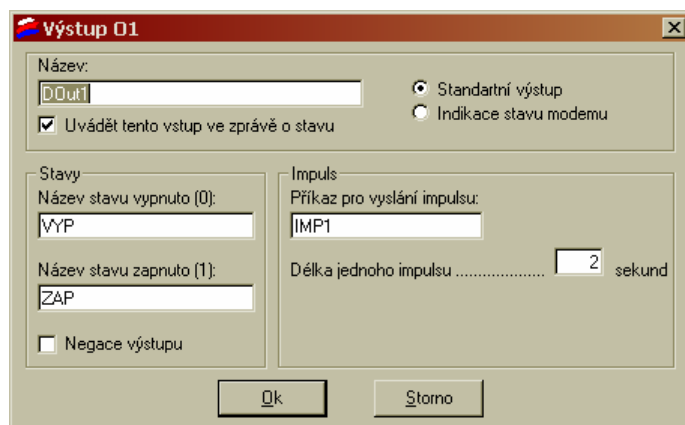 Výstup O1
Název:
DOut1
Uvádět tento vstup ve zprávě o stavu
Standartní výstup
Indikace stavu modemu
Stavy
Název stavu vypnuto (0):
VYP
Název stavu zapnuto (1):
ZAP
Negace výstupu
Impuls
Příkaz pro vyslání impulsu:
IMP1
Délka jednoho impulsu .................... 2 sekund
Ok
Storno